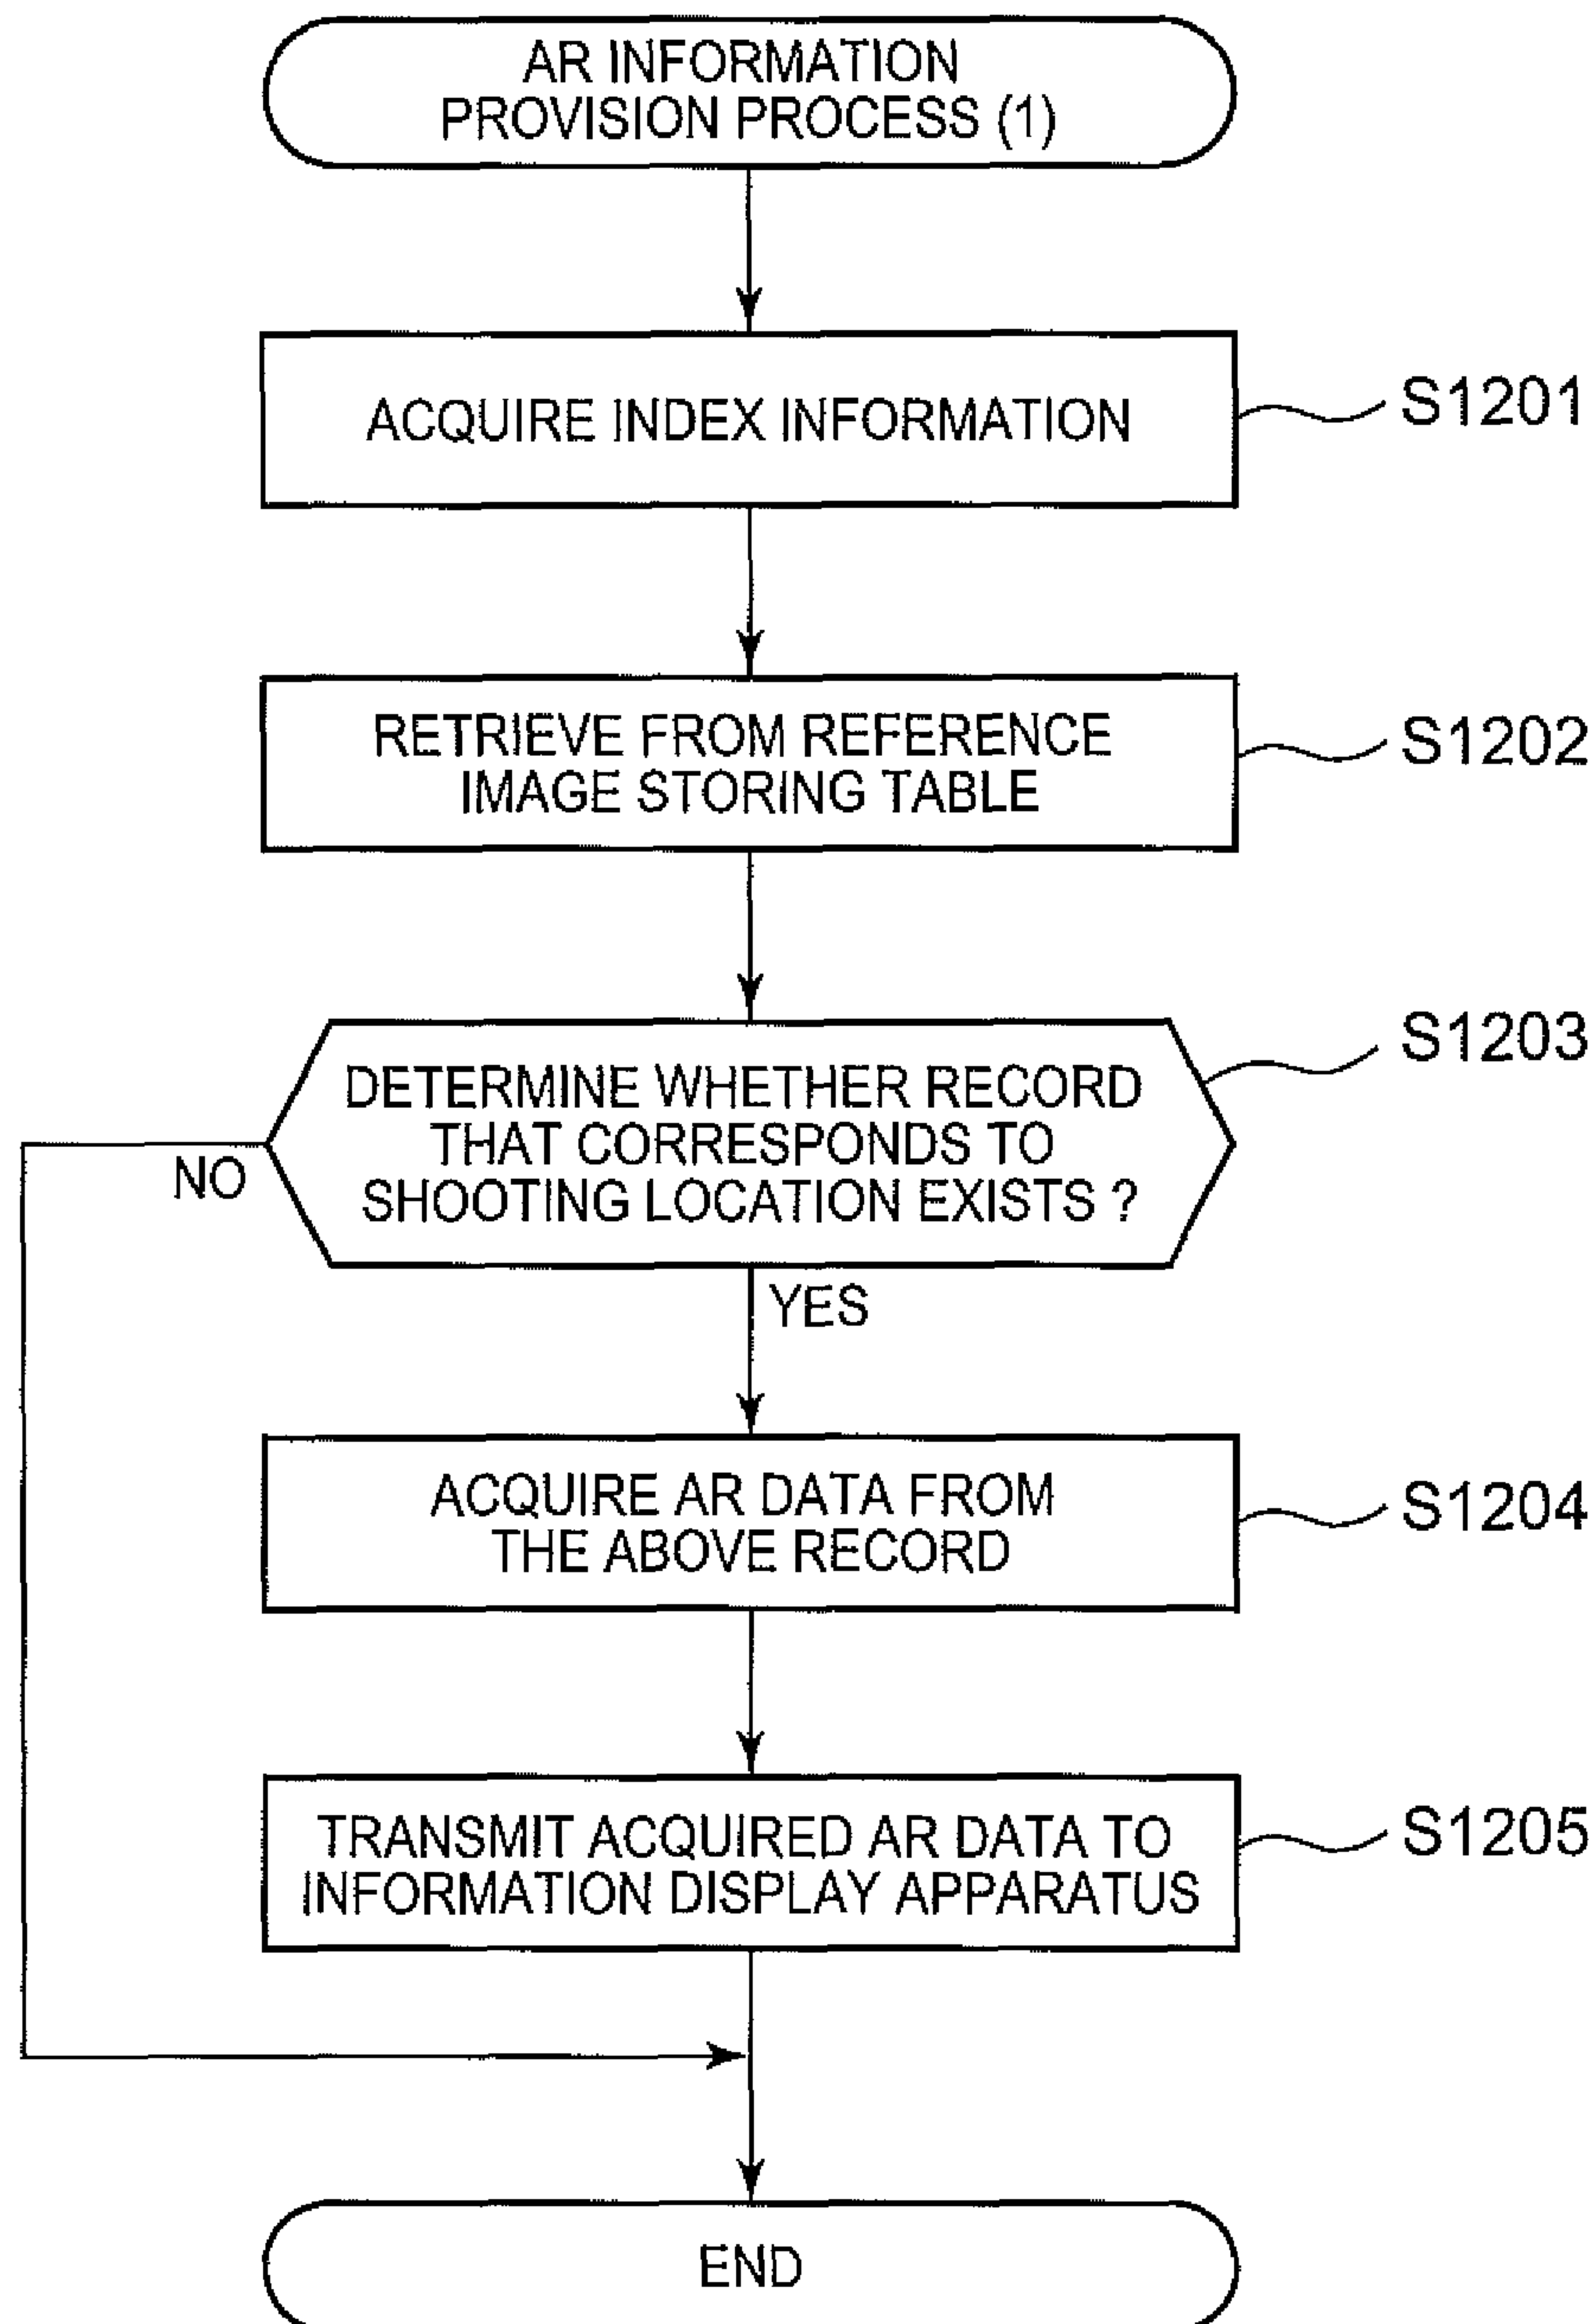 AR INFORMATION
PROVISION PROCESS (1)
ACQUIRE INDEX INFORMATION
S1201
RETRIEVE FROM REFERENCE
IMAGE STORING TABLE
S1202
DETERMINE WHETHER RECORD
THAT CORRESPONDS TO
SHOOTING LOCATION EXISTS ?
S1203
NO
YES
ACQUIRE AR DATA FROM
THE ABOVE RECORD
S1204
TRANSMIT ACQUIRED AR DATA TO
INFORMATION DISPLAY APPARATUS
S1205
END